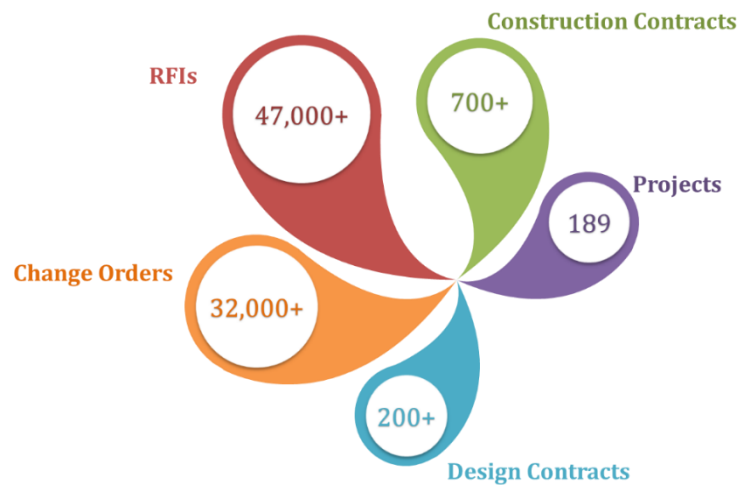 Construction Contracts
700+
RFIs
47,000+
Projects
189
Change Orders
32,000+
200+
Design Contracts